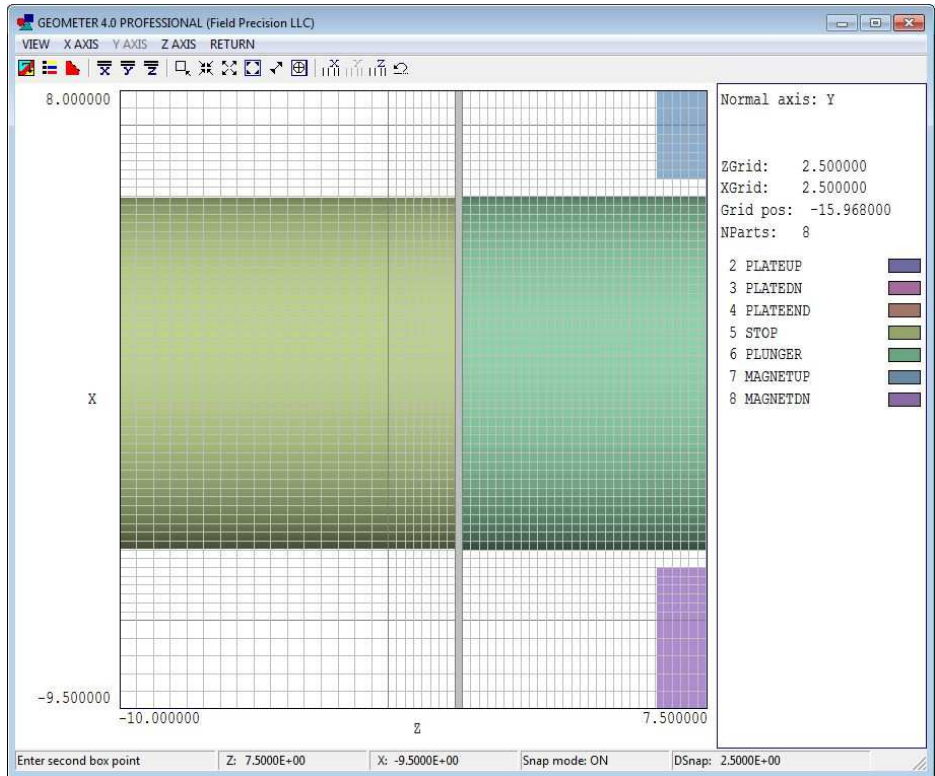 GEOMETER 4.0 PROFESSIONAL (Field Precision LLC)
VIEW X AXIS Y AXIS Z AXIS RETURN
8.000000
Normal axis: Y
ZGrid: 2.500000
XGrid: 2.500000
Grid pos: -15.968000
NParts: 8
2 PLATEUP
3 PLATEDN
4 PLATEEND
5 STOP
6 PLUNGER
7 MAGNETUP
8 MAGNETDN
X
-9.500000
-10.000000
7.500000
Z
Enter second box point Z: 7.5000E+00 X: -9.5000E+00 Snap mode: ON DSnap: 2.5000E+00